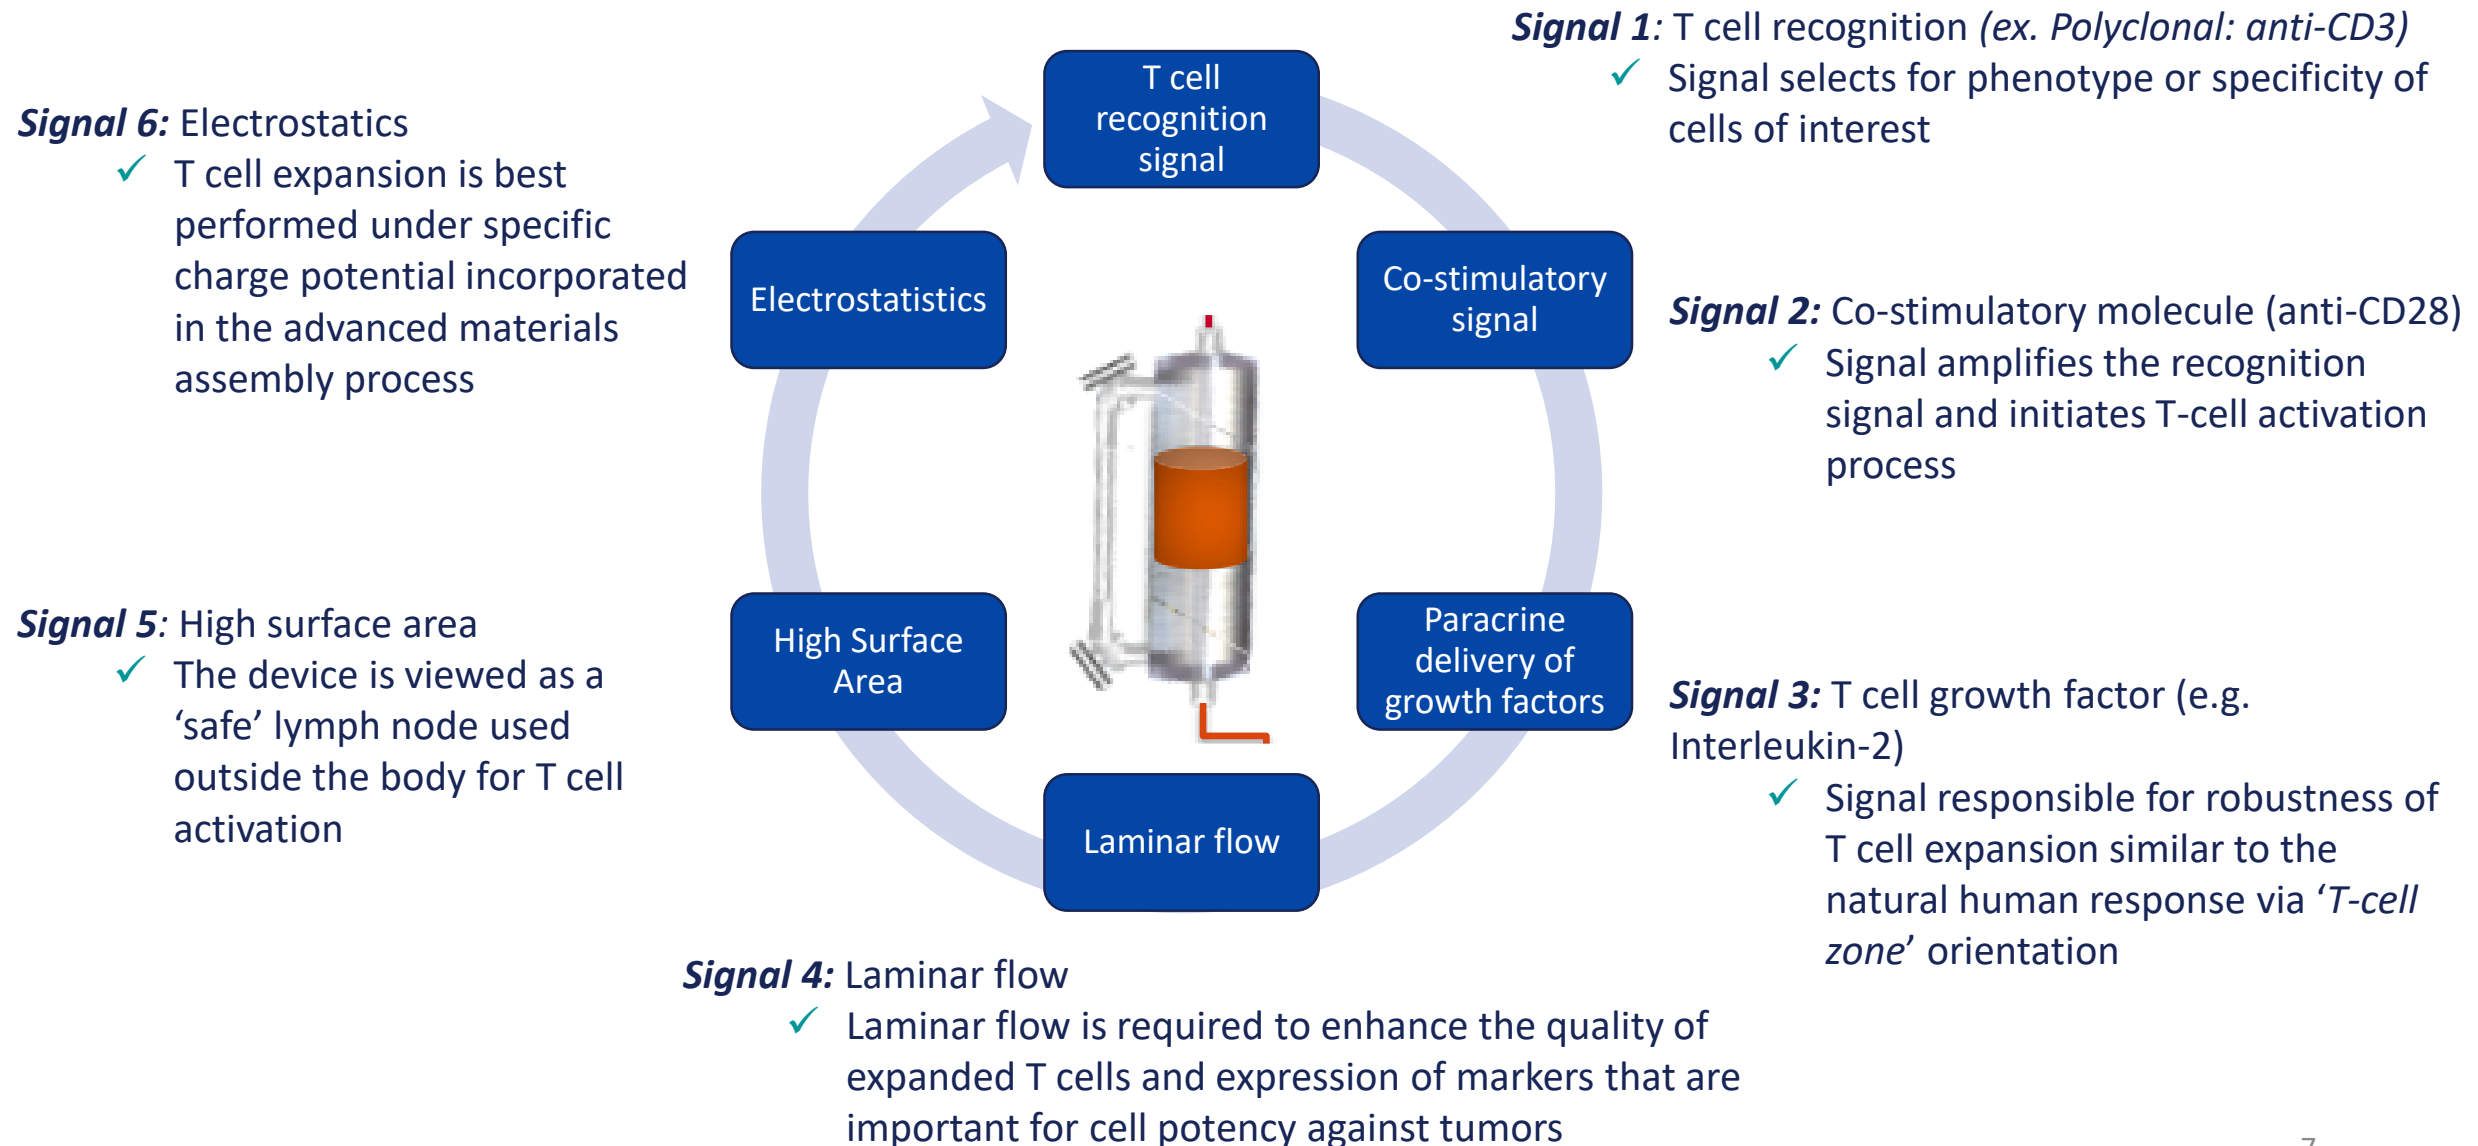 Signal 1: T cell recognition (ex. Polyclonal: anti-CD3)
✓ Signal selects for phenotype or specificity of
cells of interest
T cell
recognition
signal
Signal 6: Electrostatics
✓ T cell expansion is best
performed under specific
charge potential incorporated
in the advanced materials
assembly process
Electrostatistics
Co-stimulatory
signal
Signal 2: Co-stimulatory molecule (anti-CD28)
✓ Signal amplifies the recognition
signal and initiates T-cell activation
process
Signal 5: High surface area
✓ The device is viewed as a
‘safe’ lymph node used
outside the body for T cell
activation
High Surface
Area
Paracrine
delivery of
growth factors
Signal 3: T cell growth factor (e.g.
Interleukin-2)
✓ Signal responsible for robustness of
T cell expansion similar to the
natural human response via ‘T-cell
zone’ orientation
Laminar flow
Signal 4: Laminar flow
✓ Laminar flow is required to enhance the quality of
expanded T cells and expression of markers that are
important for cell potency against tumors